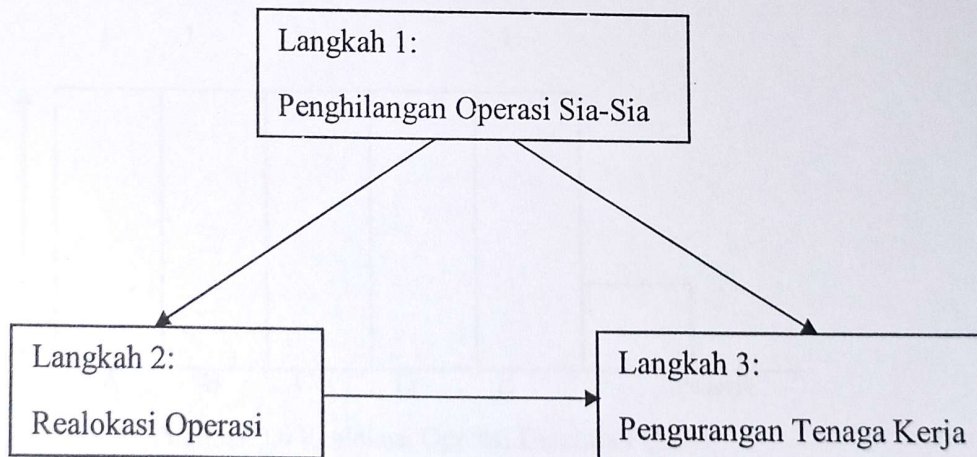 Langkah 1:
Penghilangan Operasi Sia-Sia
Langkah 2:
Realokasi Operasi
Langkah 3:
Pengurangan Tenaga Kerja